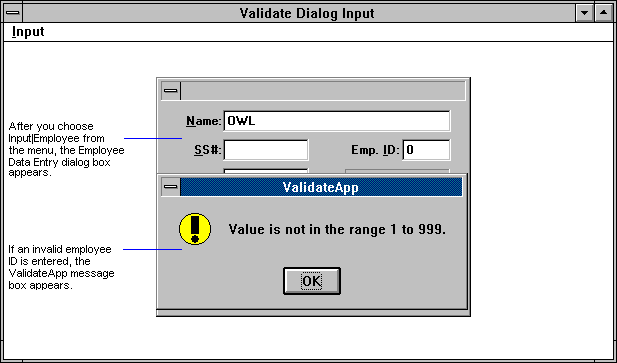 Validate Dialog Input
Input
Name: OWL
After you choose
Input|Employee from
the menu, the Employee
Data Entry dialog box
appears.
SS#:
Emp. ID: 0
ValidateApp
Value is not in the range 1 to 999.
If an invalid employee
ID is entered, the
ValidateApp message
box appears.
OK